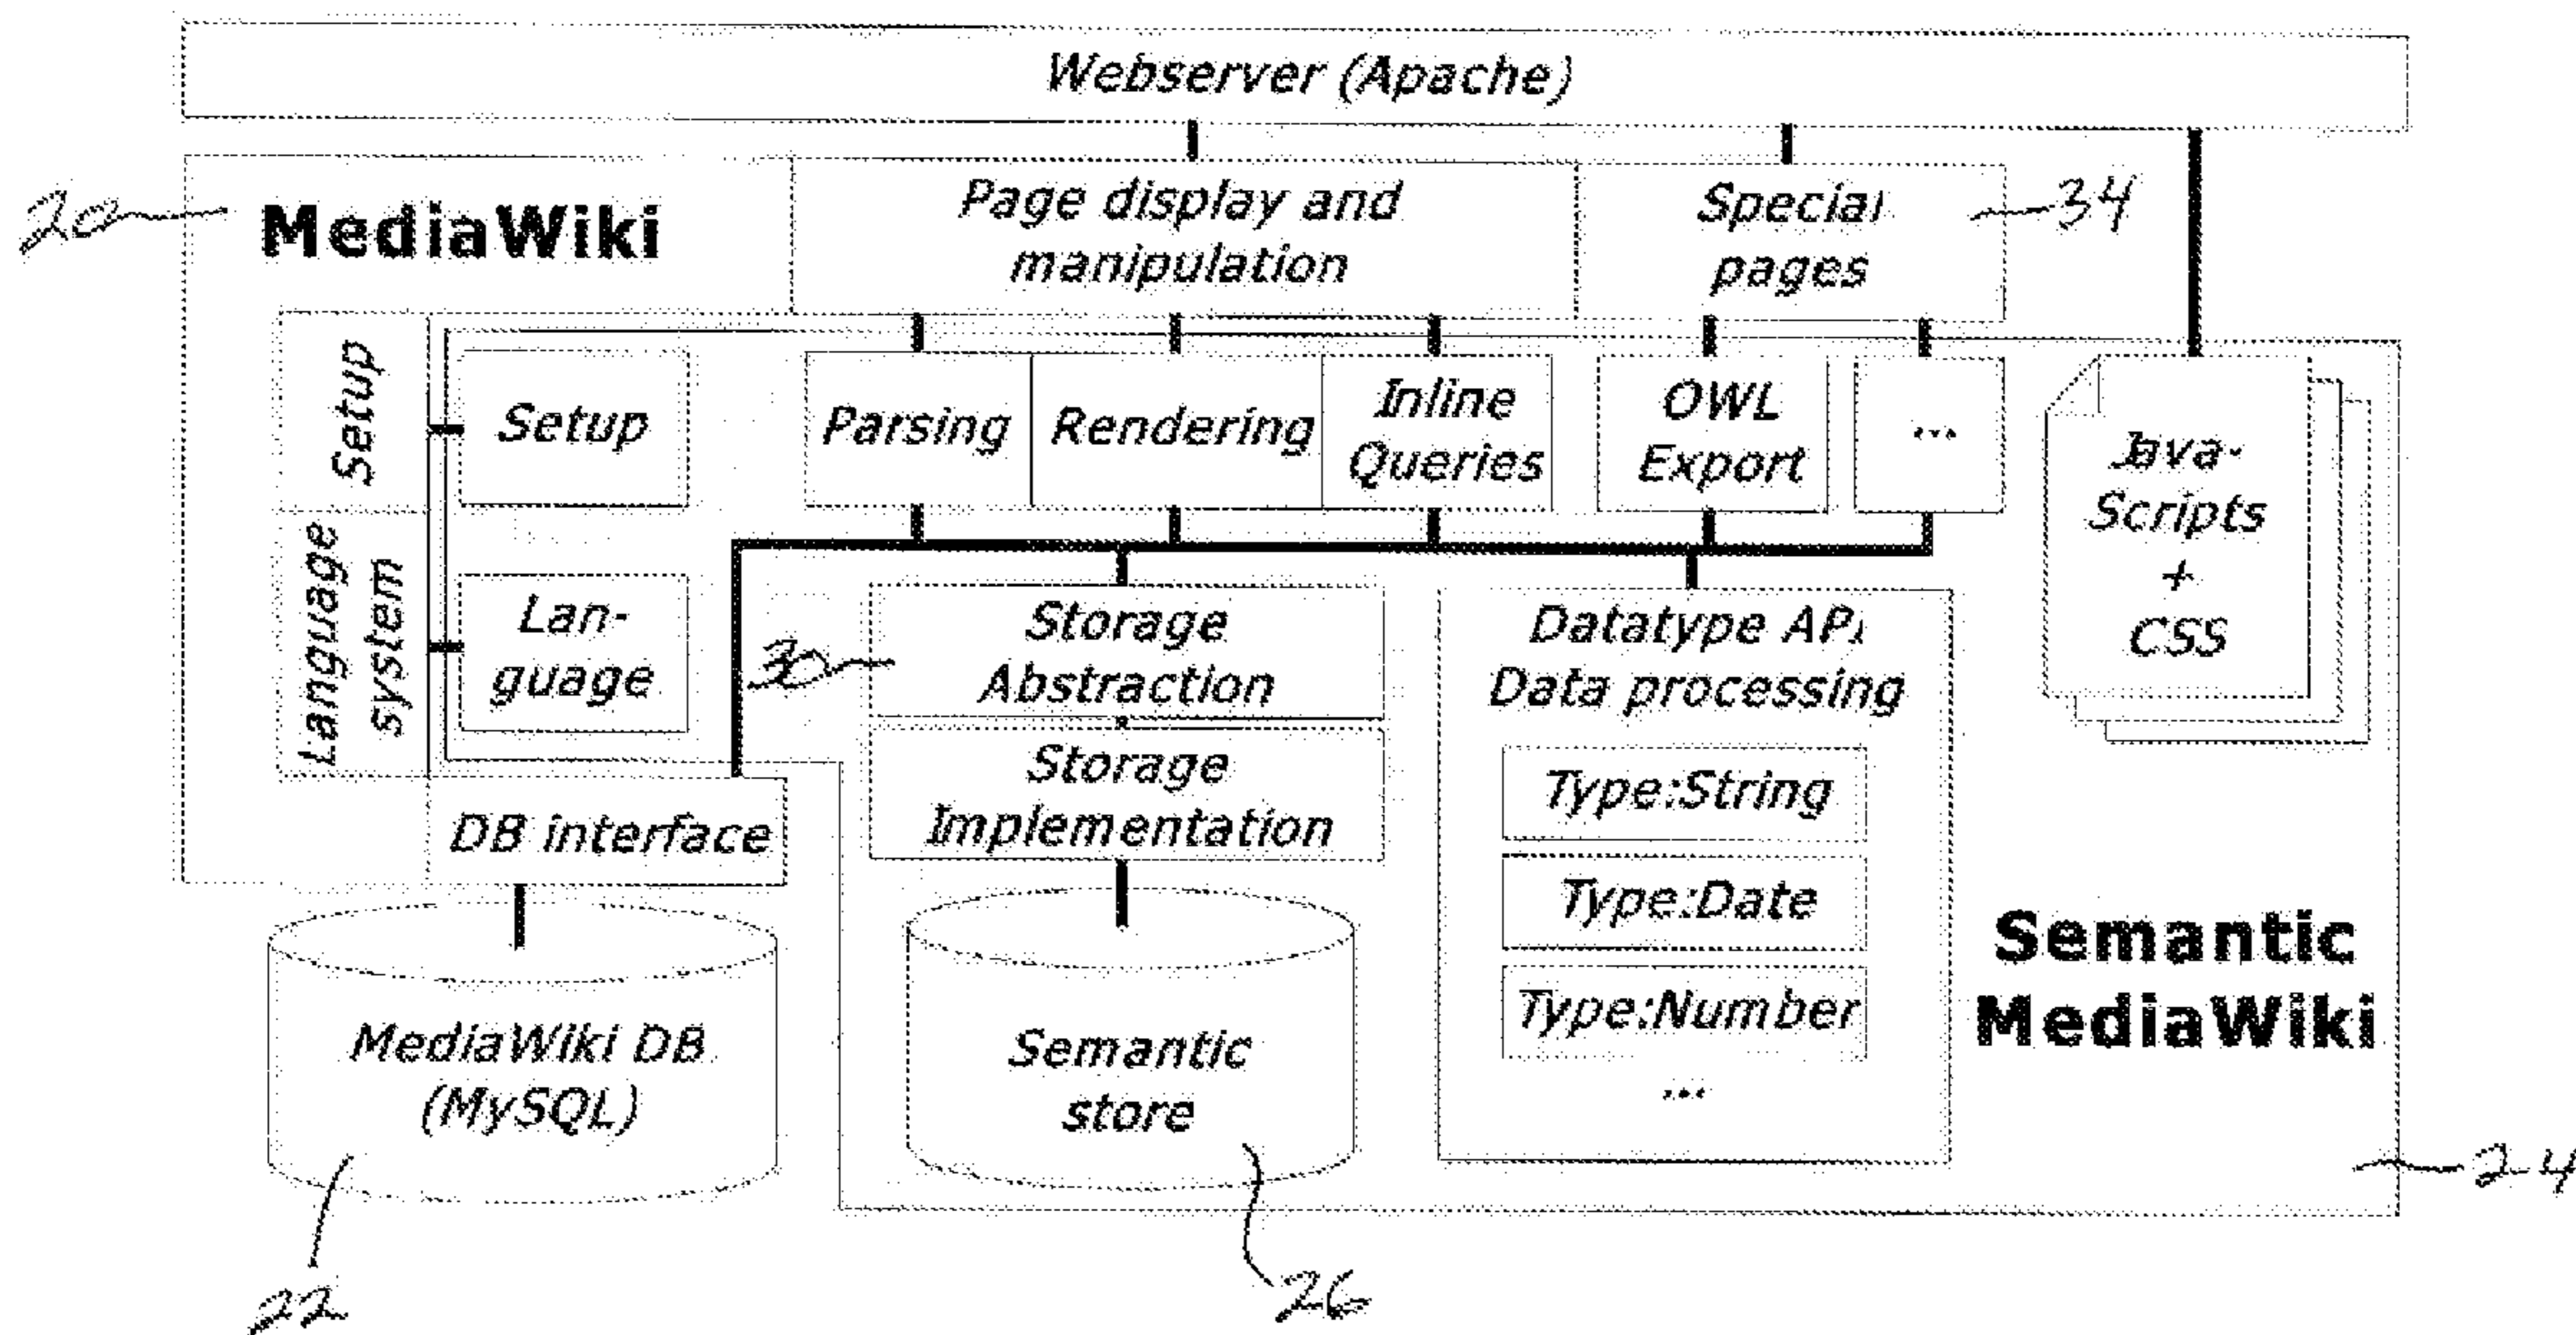 Webserver (Apache)
20
MediaWiki
Page display and
manipulation
Special
pages
34
Setup
Setup
Parsing
Rendering
Inline
Queries
OWL
Export
...
Java-
Scripts
+
CSS
Language
system
Lan-
guage
30
Storage
Abstraction
Datatype API
Data processing
Storage
Implementation
Type:String
DB interface
Type:Date
Type:Number
...
Semantic
MediaWiki
MediaWiki DB
(MySQL)
Semantic
store
24
22
26